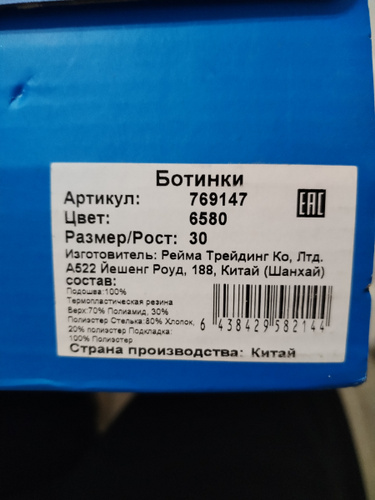 Ботинки
Артикул: 769147
Цвет: 6580
Размер/Рост: 30
EAC
Изготовитель: Рейма Трейдинг Ко, Лтд.
А522 Йешенг Роуд, 188, Китай (Шанхай)
состав:
Подошва:100%
Термопластическая резина
Верх:70% Полиамид, 30%
Полиэстер Стелька:80% Хлопок,
20% полиэстер Подкладка:
100% Полиэстер
6 438429 582144
Страна производства: Китай